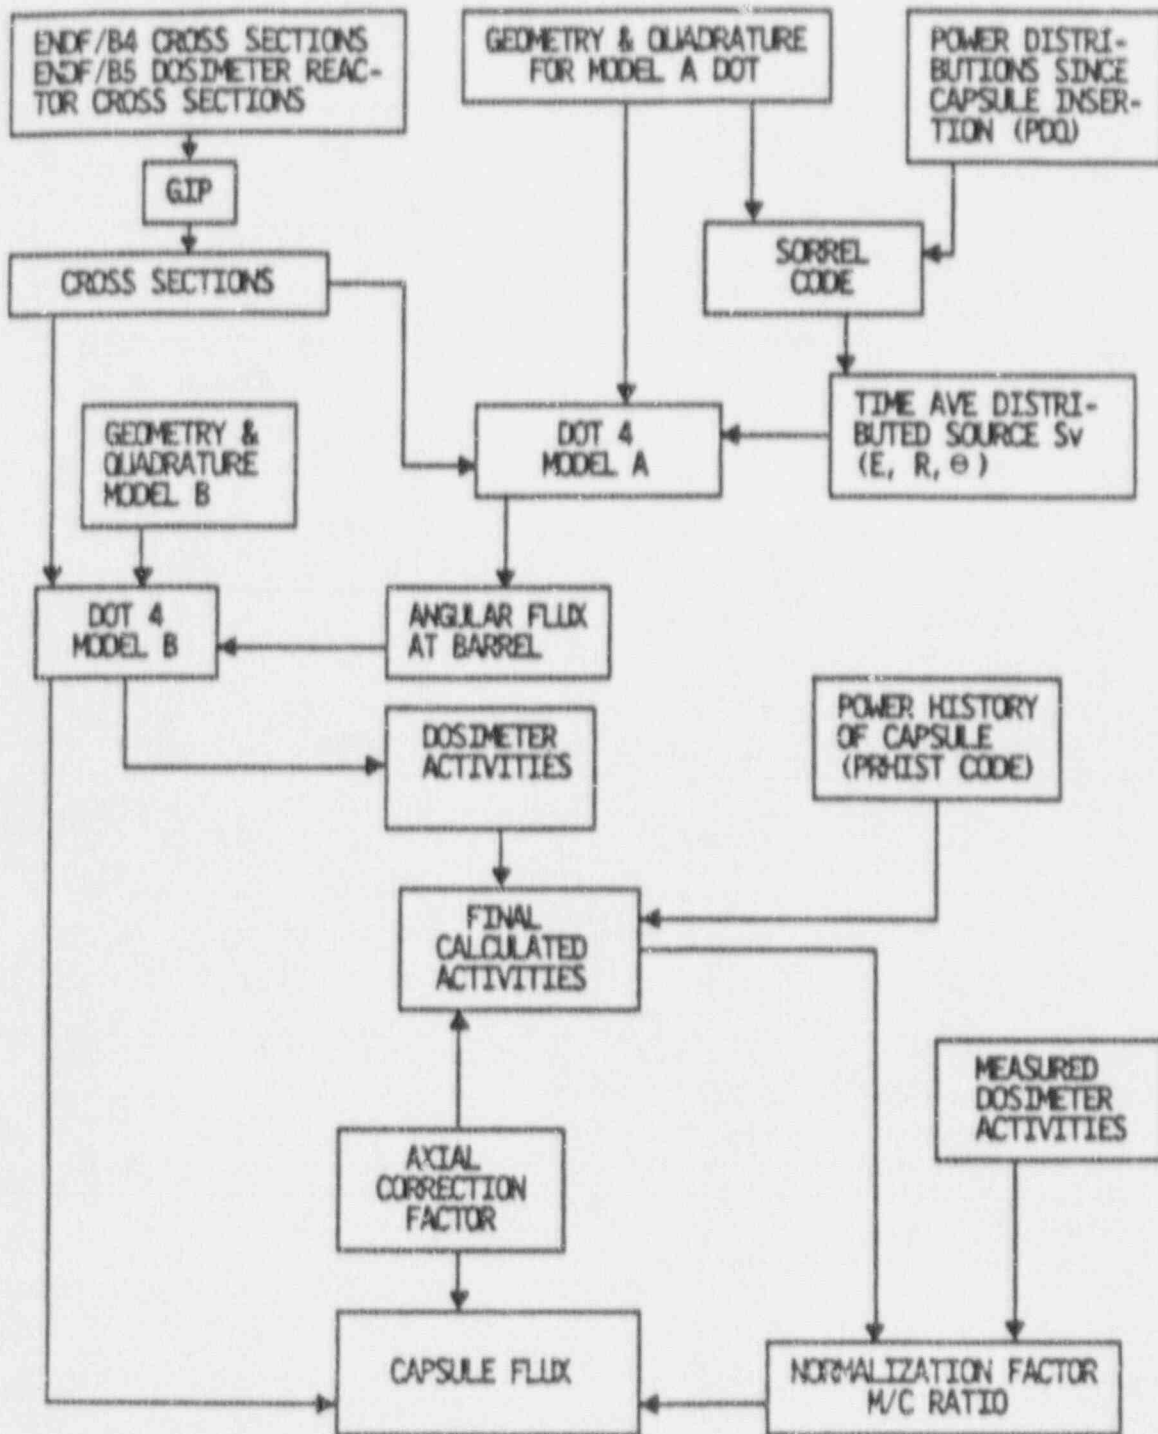 ENDF/B4 CROSS SECTIONS
ENDF/B5 DOSIMETER REAC-
TOR CROSS SECTIONS
GEOMETRY & QUADRATURE
FOR MODEL A DOT
POWER DISTRI-
BUTIONS SINCE
CAPSULE INSER-
TION (PDQ)
GIP
CROSS SECTIONS
SORREL
CODE
GEOMETRY &
QUADRATURE
MODEL B
DOT 4
MODEL A
TIME AVE DISTRI-
BUTED SOURCE Sv
(E, R, Θ)
DOT 4
MODEL B
ANGULAR FLUX
AT BARREL
DOSIMETER
ACTIVITIES
POWER HISTORY
OF CAPSULE
(PRHIST CODE)
FINAL
CALCULATED
ACTIVITIES
MEASURED
DOSIMETER
ACTIVITIES
AXIAL
CORRECTION
FACTOR
CAPSULE FLUX
NORMALIZATION FACTOR
M/C RATIO